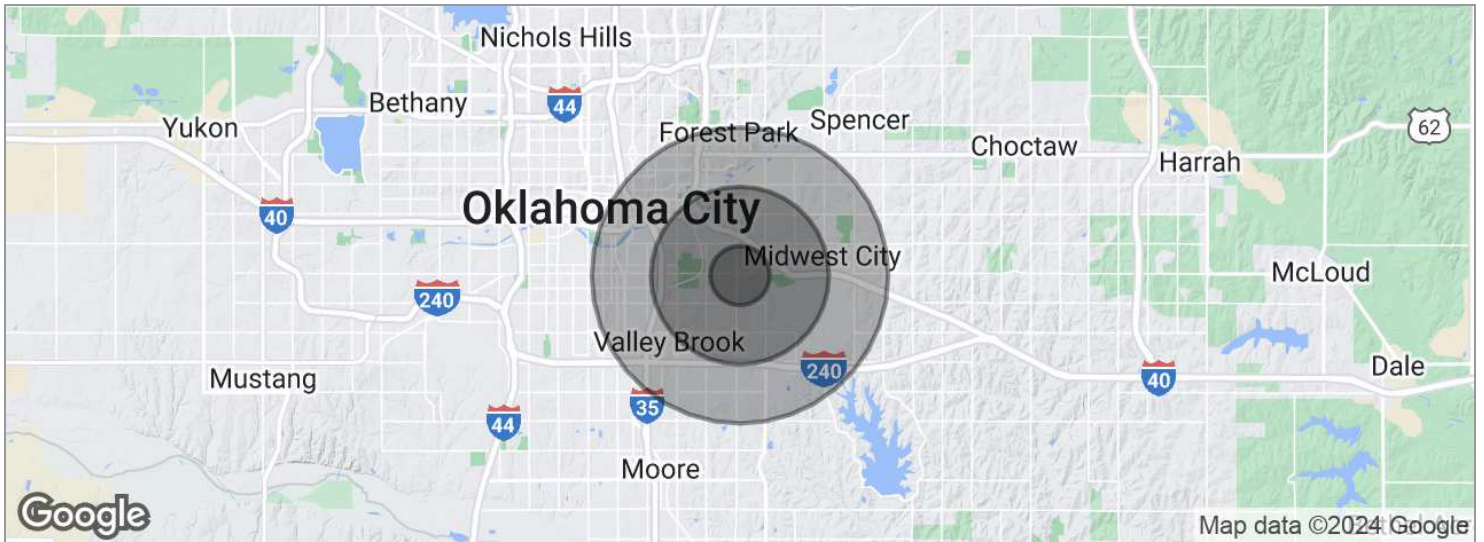 Nichols Hills
Bethany
44
Yukon
Forest Park
Spencer
62
Choctaw
Harrah
Oklahoma City
40
Midwest City
McLoud
240
Valley Brook
Mustang
240
Dale
40
35
44
Moore
Google
Map data ©2024 Google